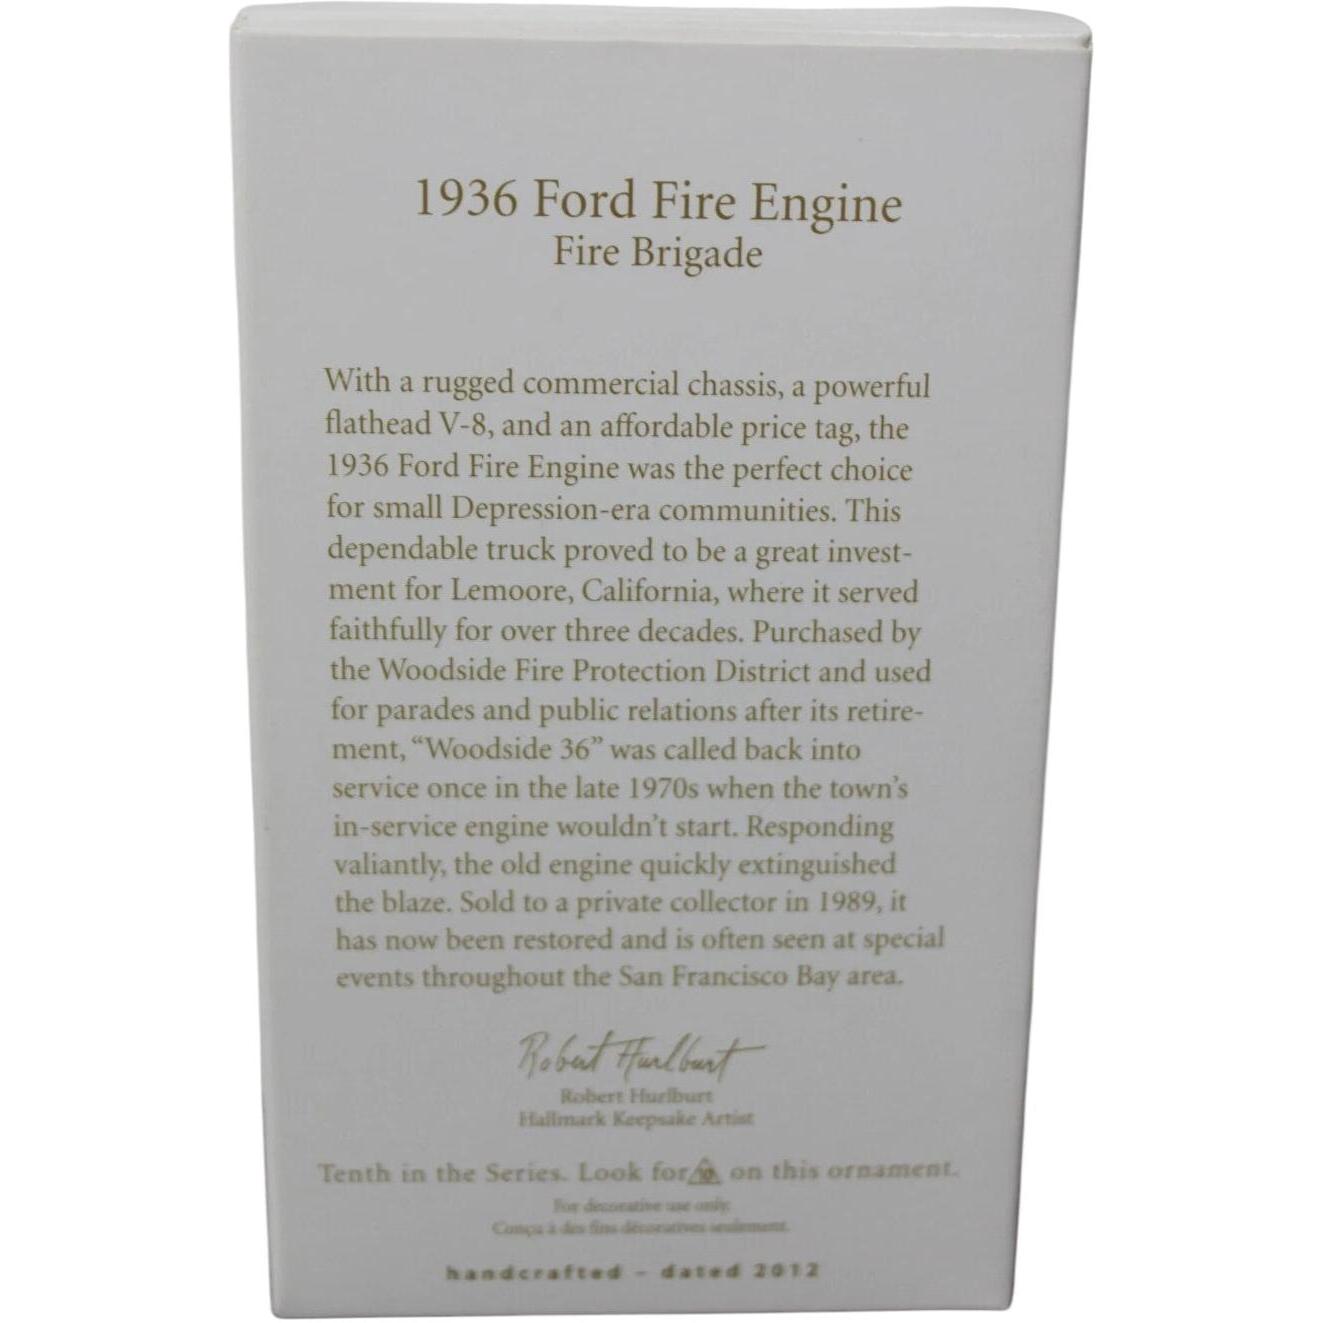 1936 Ford Fire Engine
Fire Brigade
With a rugged commercial chassis, a powerful
flathead V-8, and an affordable price tag, the
1936 Ford Fire Engine was the perfect choice
for small Depression-era communities. This
dependable truck proved to be a great invest-
ment for Lemoore, California, where it served
faithfully for over three decades. Purchased by
the Woodside Fire Protection District and used
for parades and public relations after its retire-
ment, “Woodside 36” was called back into
service once in the late 1970s when the town’s
in-service engine wouldn’t start. Responding
valiantly, the old engine quickly extinguished
the blaze. Sold to a private collector in 1989, it
has now been restored and is often seen at special
events throughout the San Francisco Bay area.
Robert Hurlburt
Robert Hurlburt
Hallmark Keepsake Artist
Tenth in the Series. Look for 10 on this ornament.
For decorative use only.
Conçu à des fins décoratives seulement.
handcrafted – dated 2012